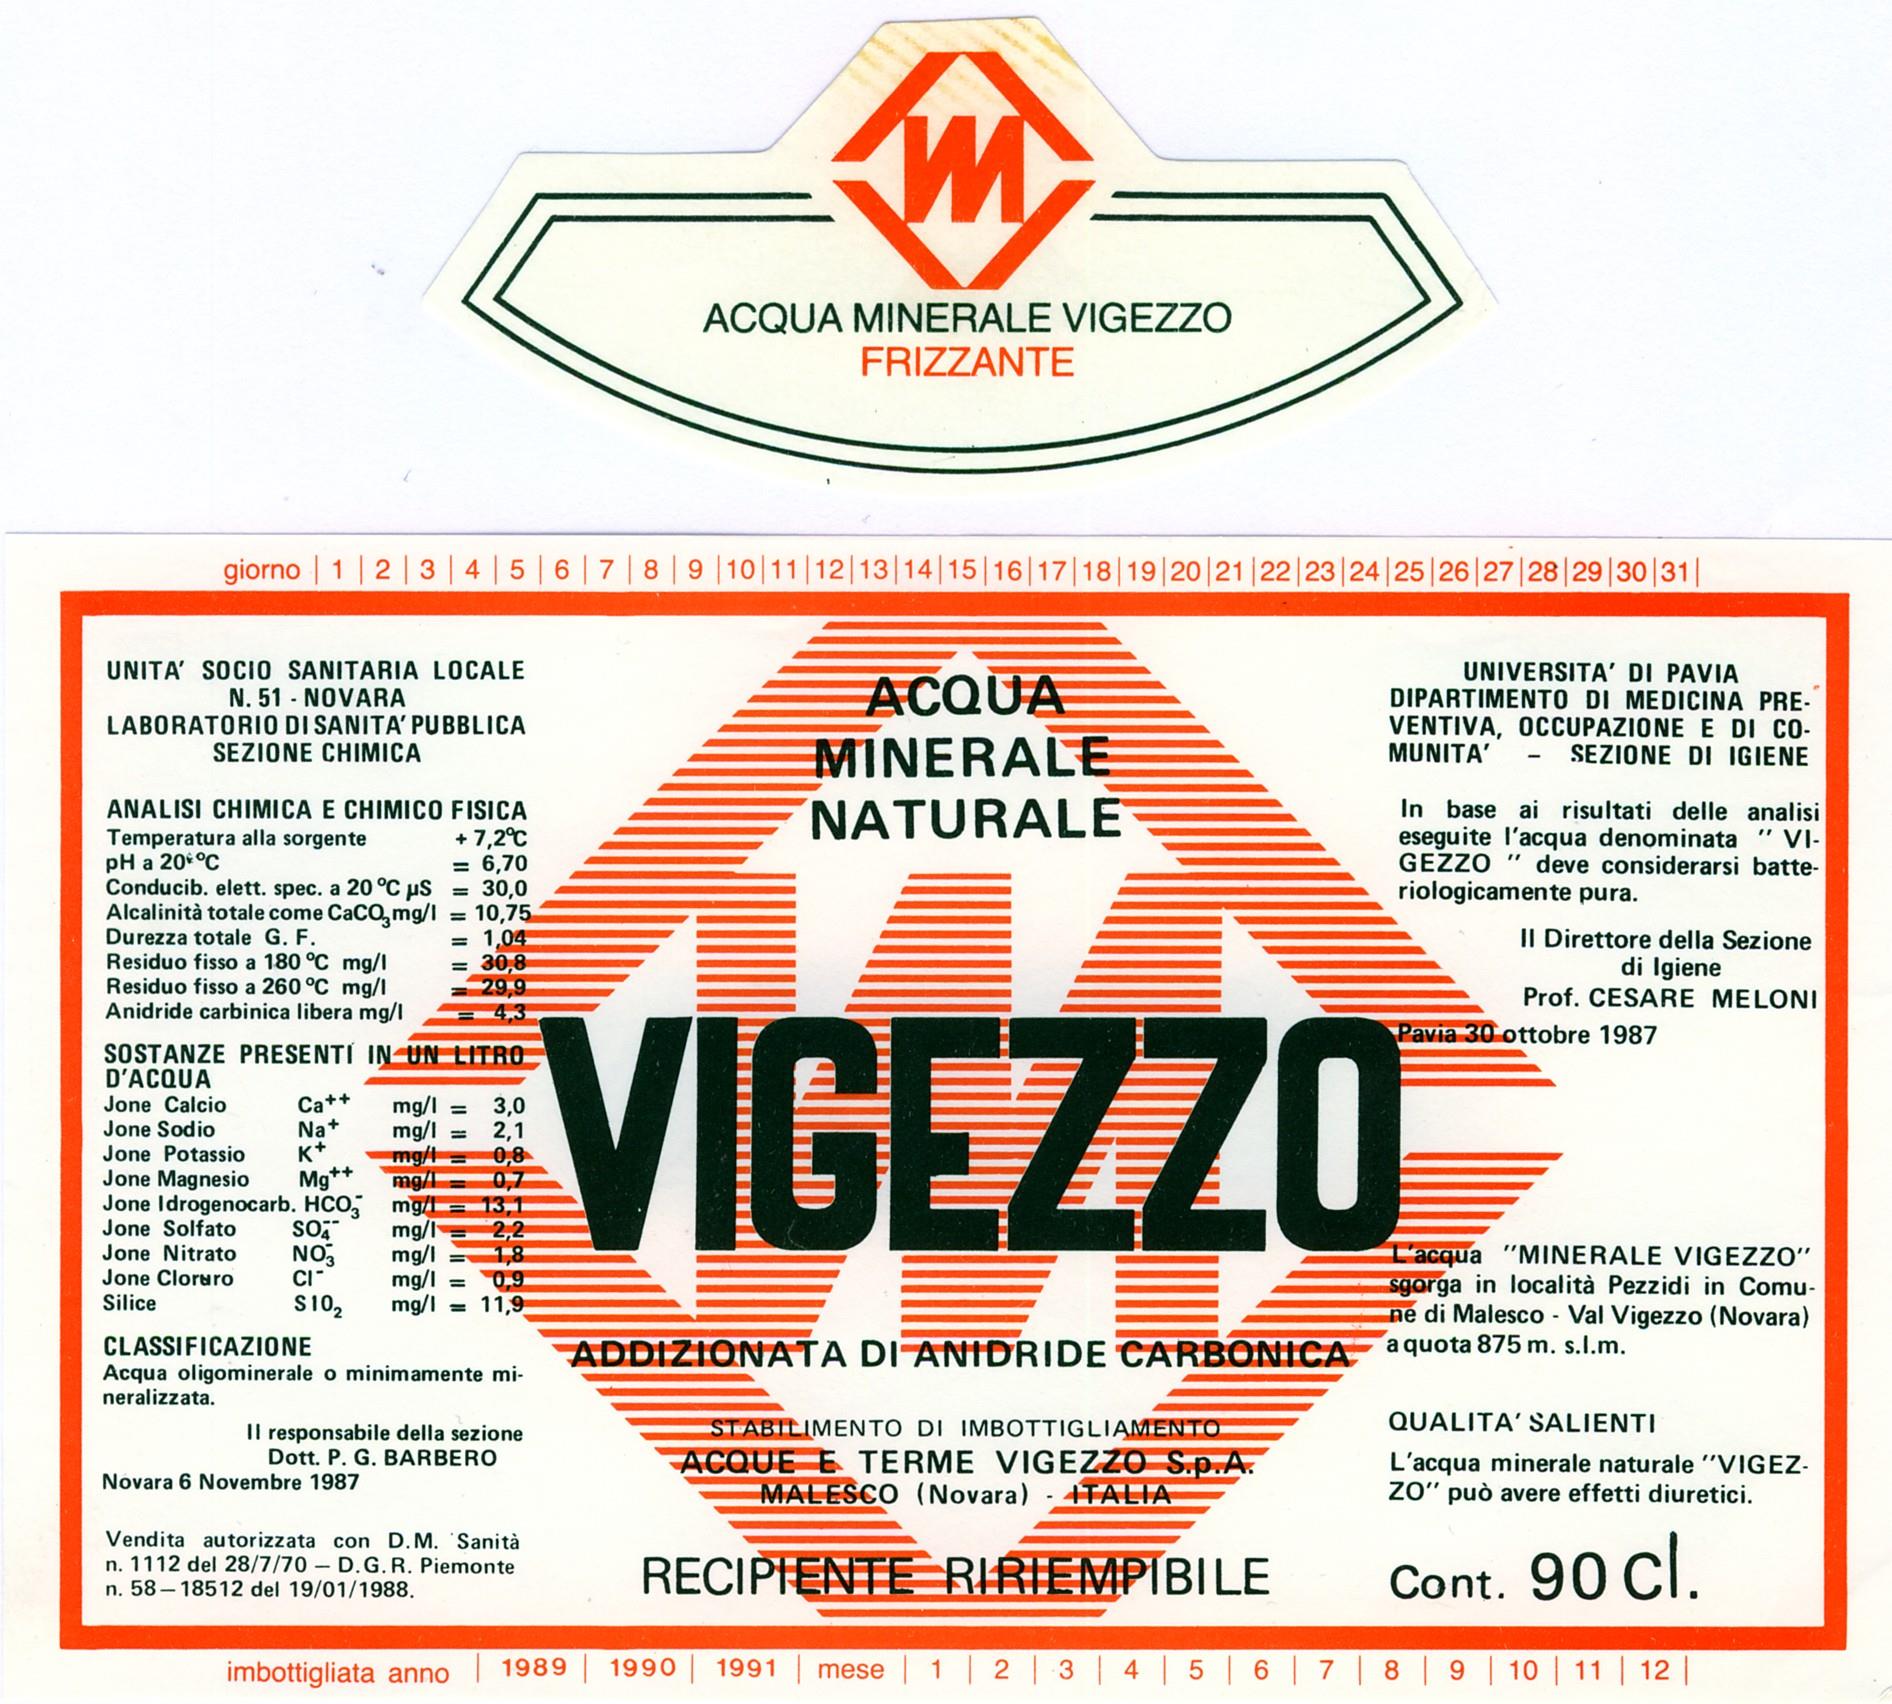 ACQUA MINERALE VIGEZZO
FRIZZANTE
giorno | 1 | 2 | 3 | 4 | 5 | 6 | 7 | 8 | 9 |10|11|12|13|14|15|16|17|18|19|20|21|22|23|24|25|26|27|28|29|30|31|
UNITA' SOCIO SANITARIA LOCALE
N. 51 - NOVARA
LABORATORIO DI SANITA' PUBBLICA
SEZIONE CHIMICA
ANALISI CHIMICA E CHIMICO FISICA
Temperatura alla sorgente + 7,2°C
pH a 20°C = 6,70
Conducib. elett. spec. a 20 °C µS = 30,0
Alcalinità totale come CaCO3 mg/l = 10,75
Durezza totale G. F. = 1,04
Residuo fisso a 180 °C mg/l = 30,8
Residuo fisso a 260 °C mg/l = 29,9
Anidride carbinica libera mg/l = 4,3
SOSTANZE PRESENTI IN UN LITRO
D'ACQUA
Jone Calcio Ca++ mg/l = 3,0
Jone Sodio Na+ mg/l = 2,1
Jone Potassio K+ mg/l = 0,8
Jone Magnesio Mg++ mg/l = 0,7
Jone Idrogenocarb. HCO3- mg/l = 13,1
Jone Solfato SO4-- mg/l = 2,2
Jone Nitrato NO3- mg/l = 1,8
Jone Cloruro Cl- mg/l = 0,9
Silice SIO2 mg/l = 11,9
CLASSIFICAZIONE
Acqua oligominerale o minimamente mi-
neralizzata.
Il responsabile della sezione
Dott. P. G. BARBERO
Novara 6 Novembre 1987
Vendita autorizzata con D.M. Sanità
n. 1112 del 28/7/70 — D.G.R. Piemonte
n. 58—18512 del 19/01/1988.
ACQUA
MINERALE
NATURALE
VIGEZZO
ADDIZIONATA DI ANIDRIDE CARBONICA
STABILIMENTO DI IMBOTTIGLIAMENTO
ACQUE E TERME VIGEZZO S.p.A.
MALESCO (Novara) - ITALIA
RECIPIENTE RIRIEMPIBILE
UNIVERSITA' DI PAVIA
DIPARTIMENTO DI MEDICINA PRE-
VENTIVA, OCCUPAZIONE E DI CO-
MUNITA' – SEZIONE DI IGIENE
In base ai risultati delle analisi
eseguite l'acqua denominata '' VI-
GEZZO '' deve considerarsi batte-
riologicamente pura.
Il Direttore della Sezione
di Igiene
Prof. CESARE MELONI
Pavia 30 ottobre 1987
L'acqua ''MINERALE VIGEZZO''
sgorga in località Pezzidi in Comu-
ne di Malesco - Val Vigezzo (Novara)
a quota 875 m. s.l.m.
QUALITA' SALIENTI
L'acqua minerale naturale ''VIGEZ-
ZO'' può avere effetti diuretici.
Cont. 90 Cl.
imbottigliata anno | 1989 | 1990 | 1991 | mese | 1 | 2 | 3 | 4 | 5 | 6 | 7 | 8 | 9 | 10 | 11 | 12 |